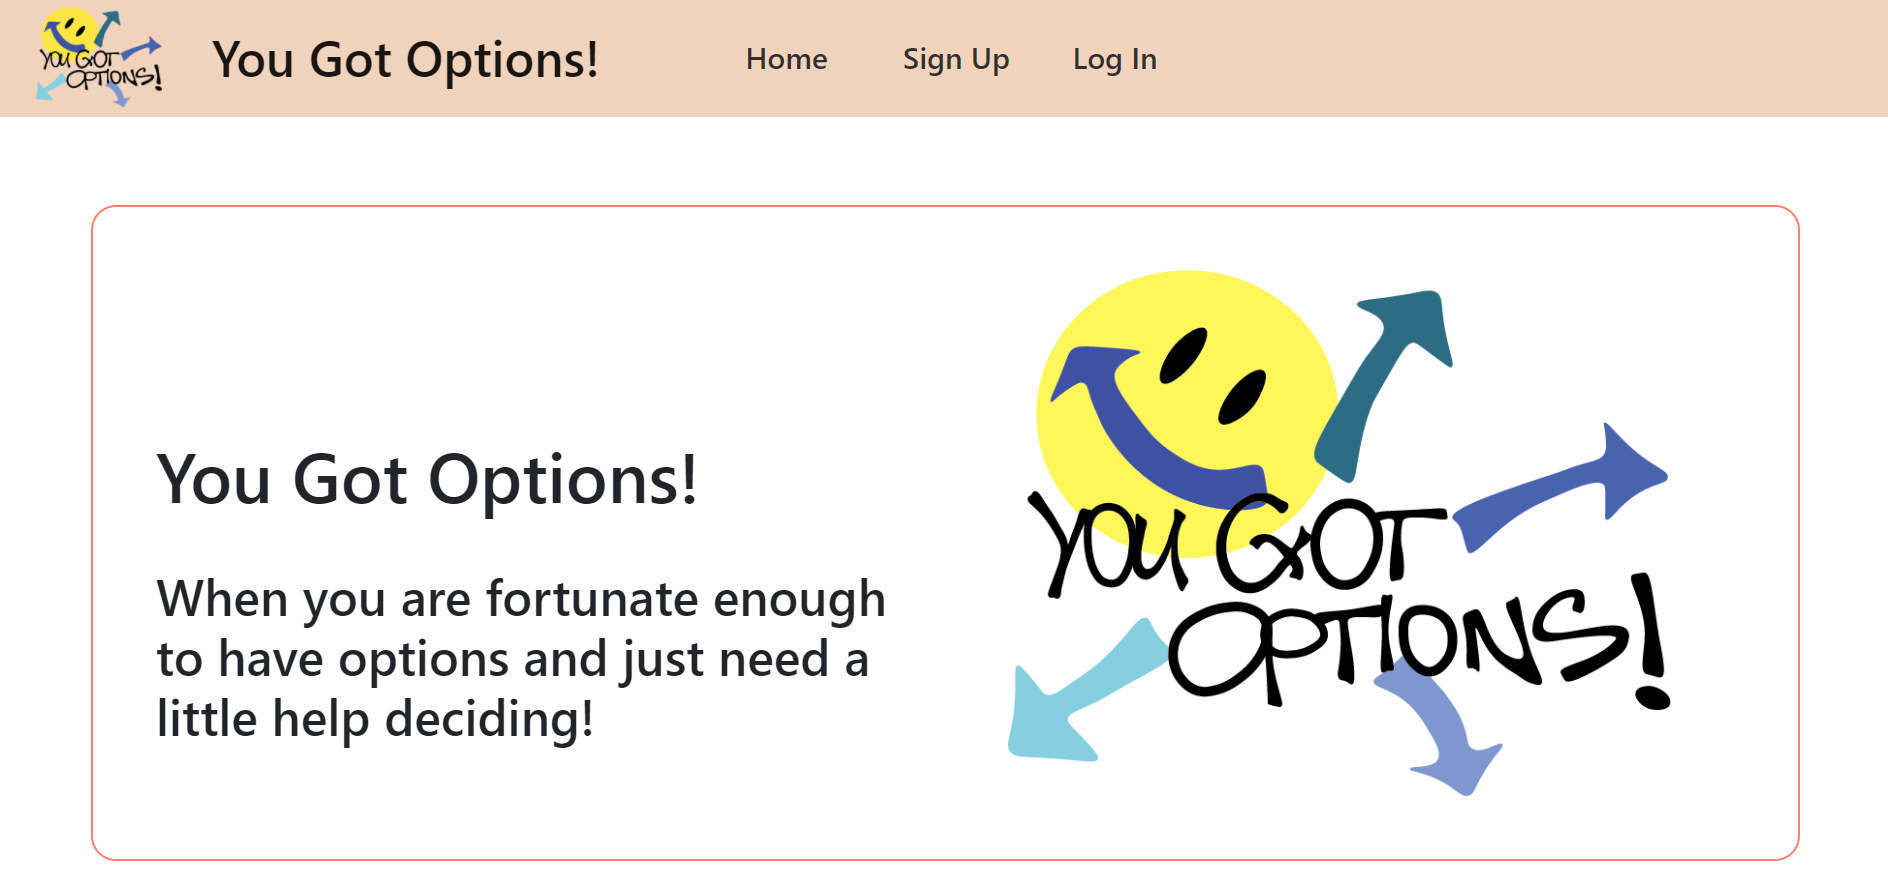 YOU GOT
OPTIONS!
You Got Options!
Home
Sign Up
Log In
You Got Options!
When you are fortunate enough
to have options and just need a
little help deciding!
YOU GOT
OPTIONS!